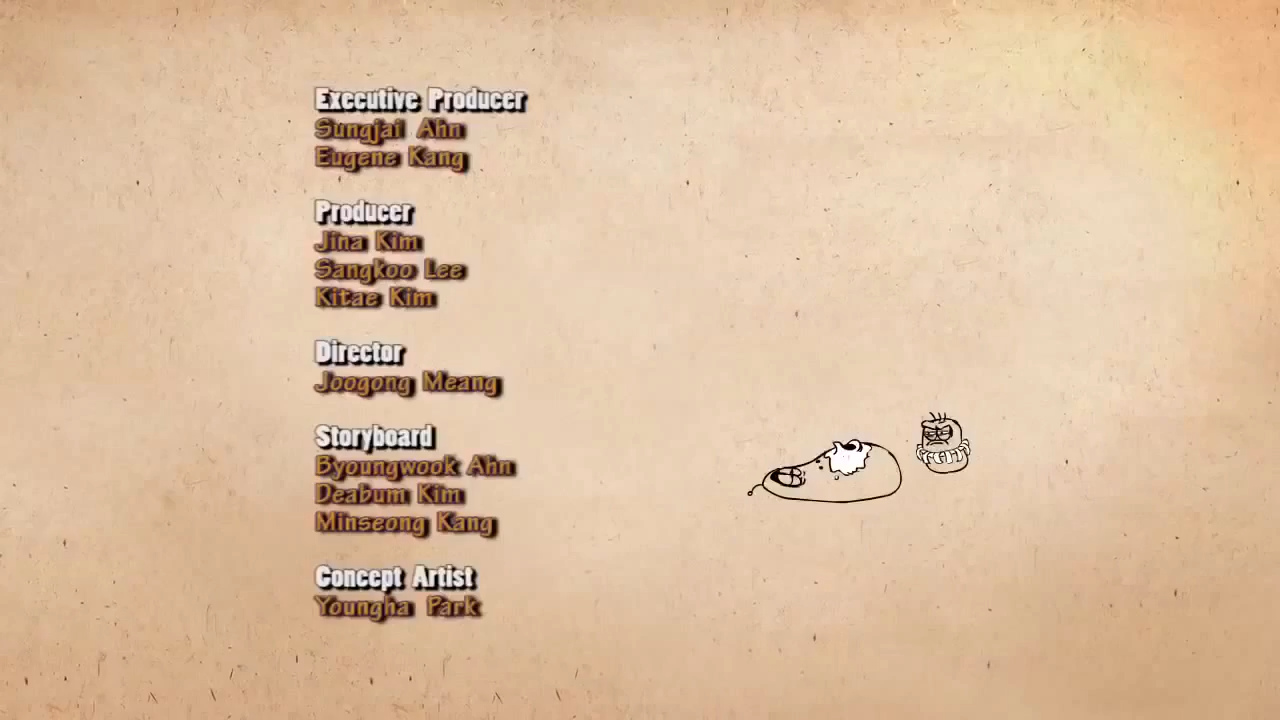 Executive Producer
Sungjai Ahn
Eugene Kang
Producer
Jina Kim
Sangkoo Lee
Kitae Kim
Director
Joogong Meang
Storyboard
Byoungwook Ahn
Deabum Kim
Minseong Kang
Concept Artist
Youngha Park